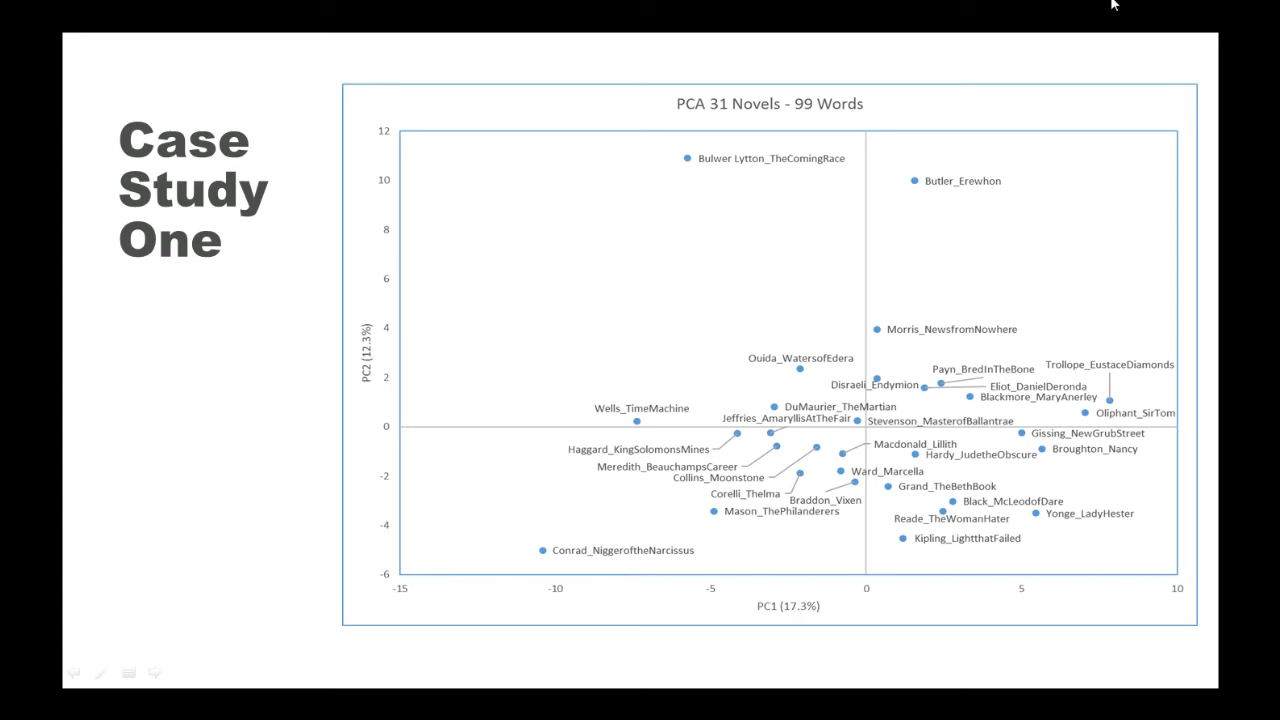 Case
Study
One
PCA 31 Novels - 99 Words
12
10
8
6
4
2
0
-2
-4
-6
PC2 (12.3%)
Bulwer Lytton_TheComingRace
Butler_Erewhon
Morris_NewsfromNowhere
Ouida_WatersofEdera
Trollope_EustaceDiamonds
Payn_BredInTheBone
Disraeli_Endymion
Eliot_DanielDeronda
Blackmore_MaryAnerley
Wells_TimeMachine
DuMaurier_TheMartian
Oliphant_SirTom
Jeffries_AmaryllisAtTheFair
Stevenson_MasterofBallantrae
Gissing_NewGrubStreet
Haggard_KingSolomonsMines
Macdonald_Lillith
Broughton_Nancy
Hardy_JudetheObscure
Meredith_BeauchampsCareer
Ward_Marcella
Collins_Moonstone
Grand_TheBethBook
Corelli_Thelma
Braddon_Vixen
Black_McLeodofDare
Mason_ThePhilanderers
Yonge_LadyHester
Reade_TheWomanHater
Kipling_LightthatFailed
Conrad_NiggeroftheNarcissus
-15
-10
-5
0
5
10
PC1 (17.3%)